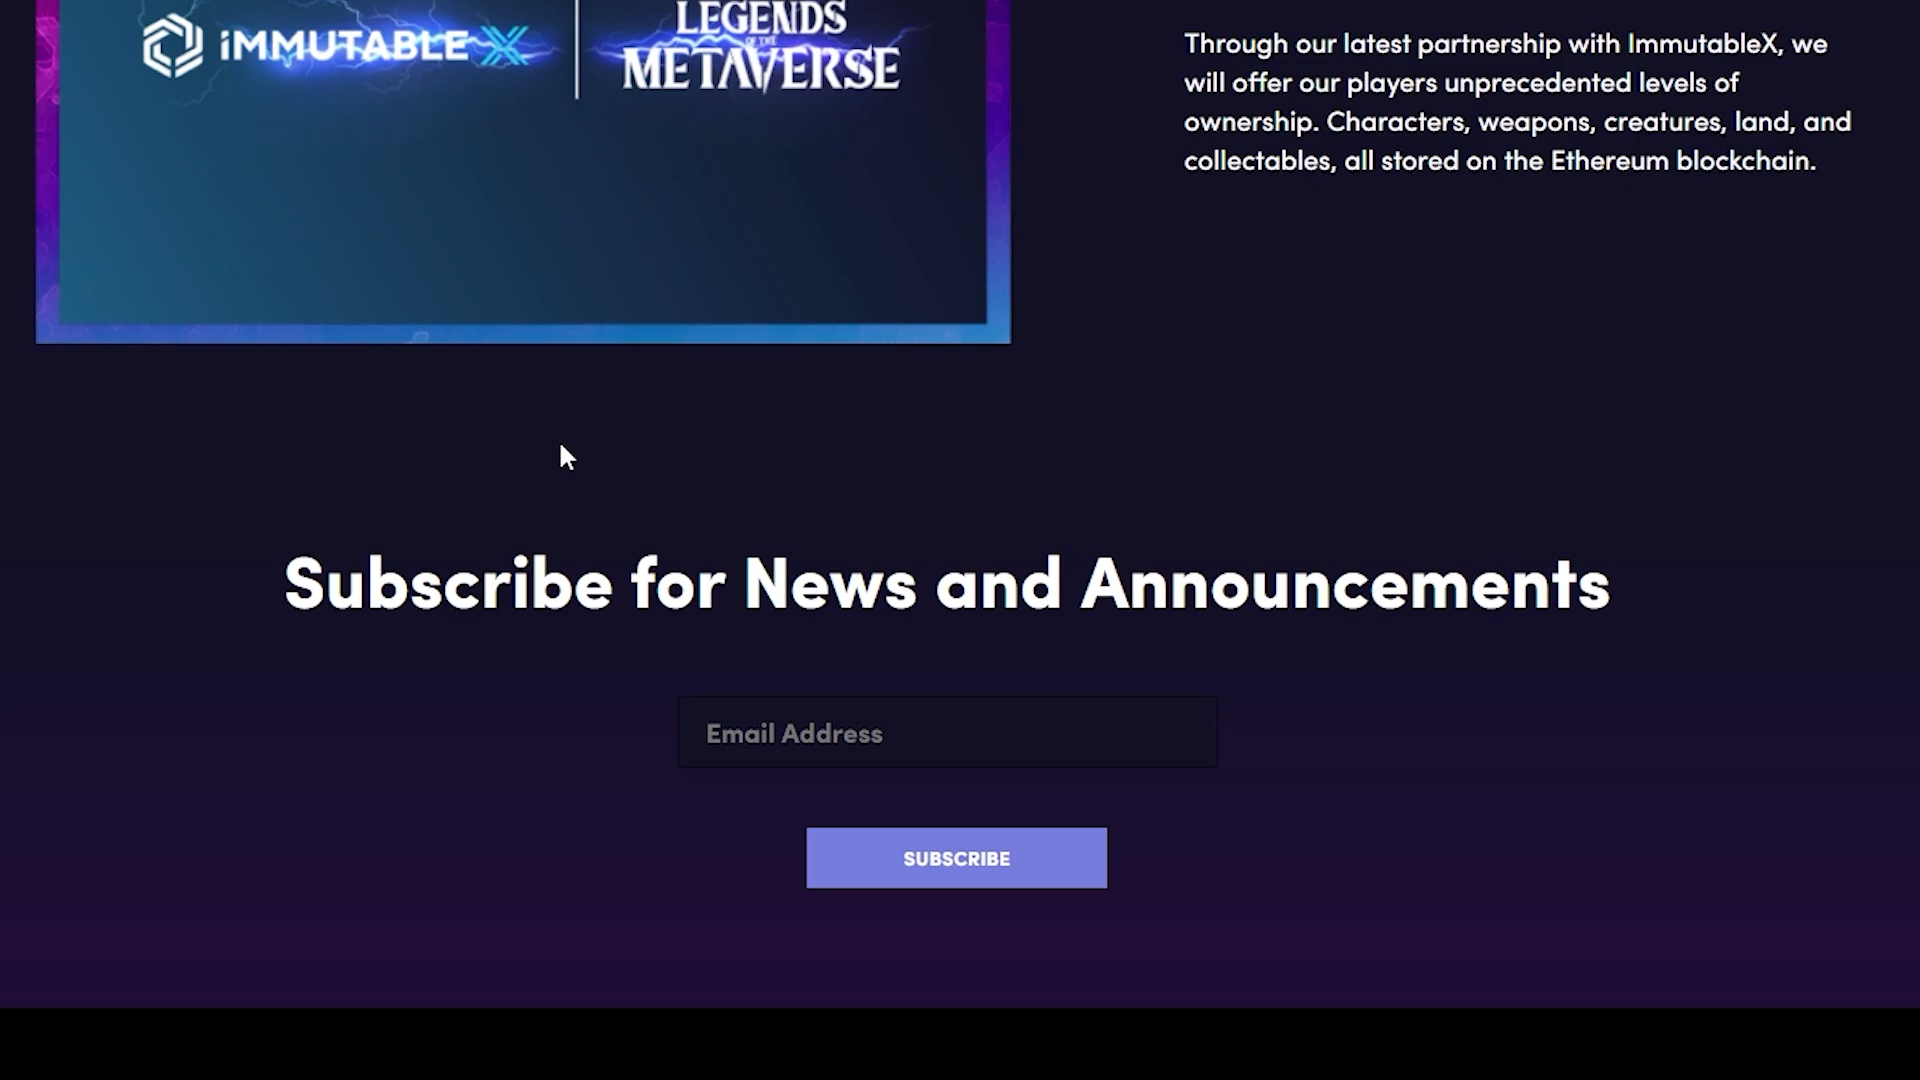 iMMUTABLE X
LEGENDS
OF THE
METAVERSE
Through our latest partnership with ImmutableX, we
will offer our players unprecedented levels of
ownership. Characters, weapons, creatures, land, and
collectables, all stored on the Ethereum blockchain.
Subscribe for News and Announcements
Email Address
SUBSCRIBE